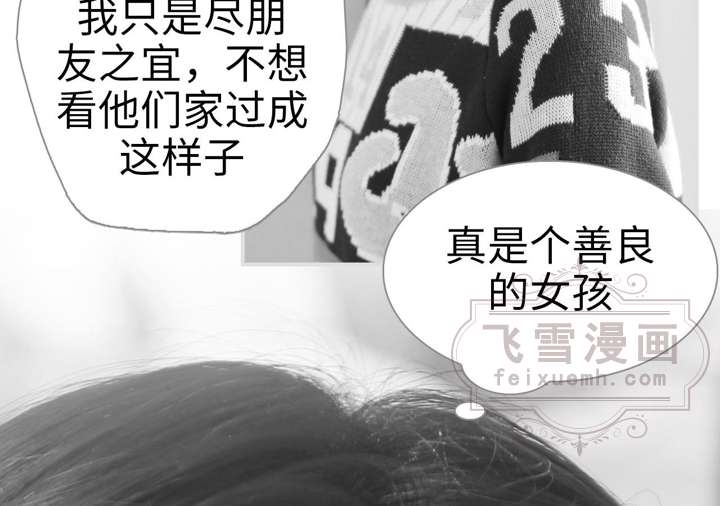 我只是尽朋
友之宜，不想
看他们家过成
这样子
真是个善良
的女孩
飞雪漫画
feixuemh.com